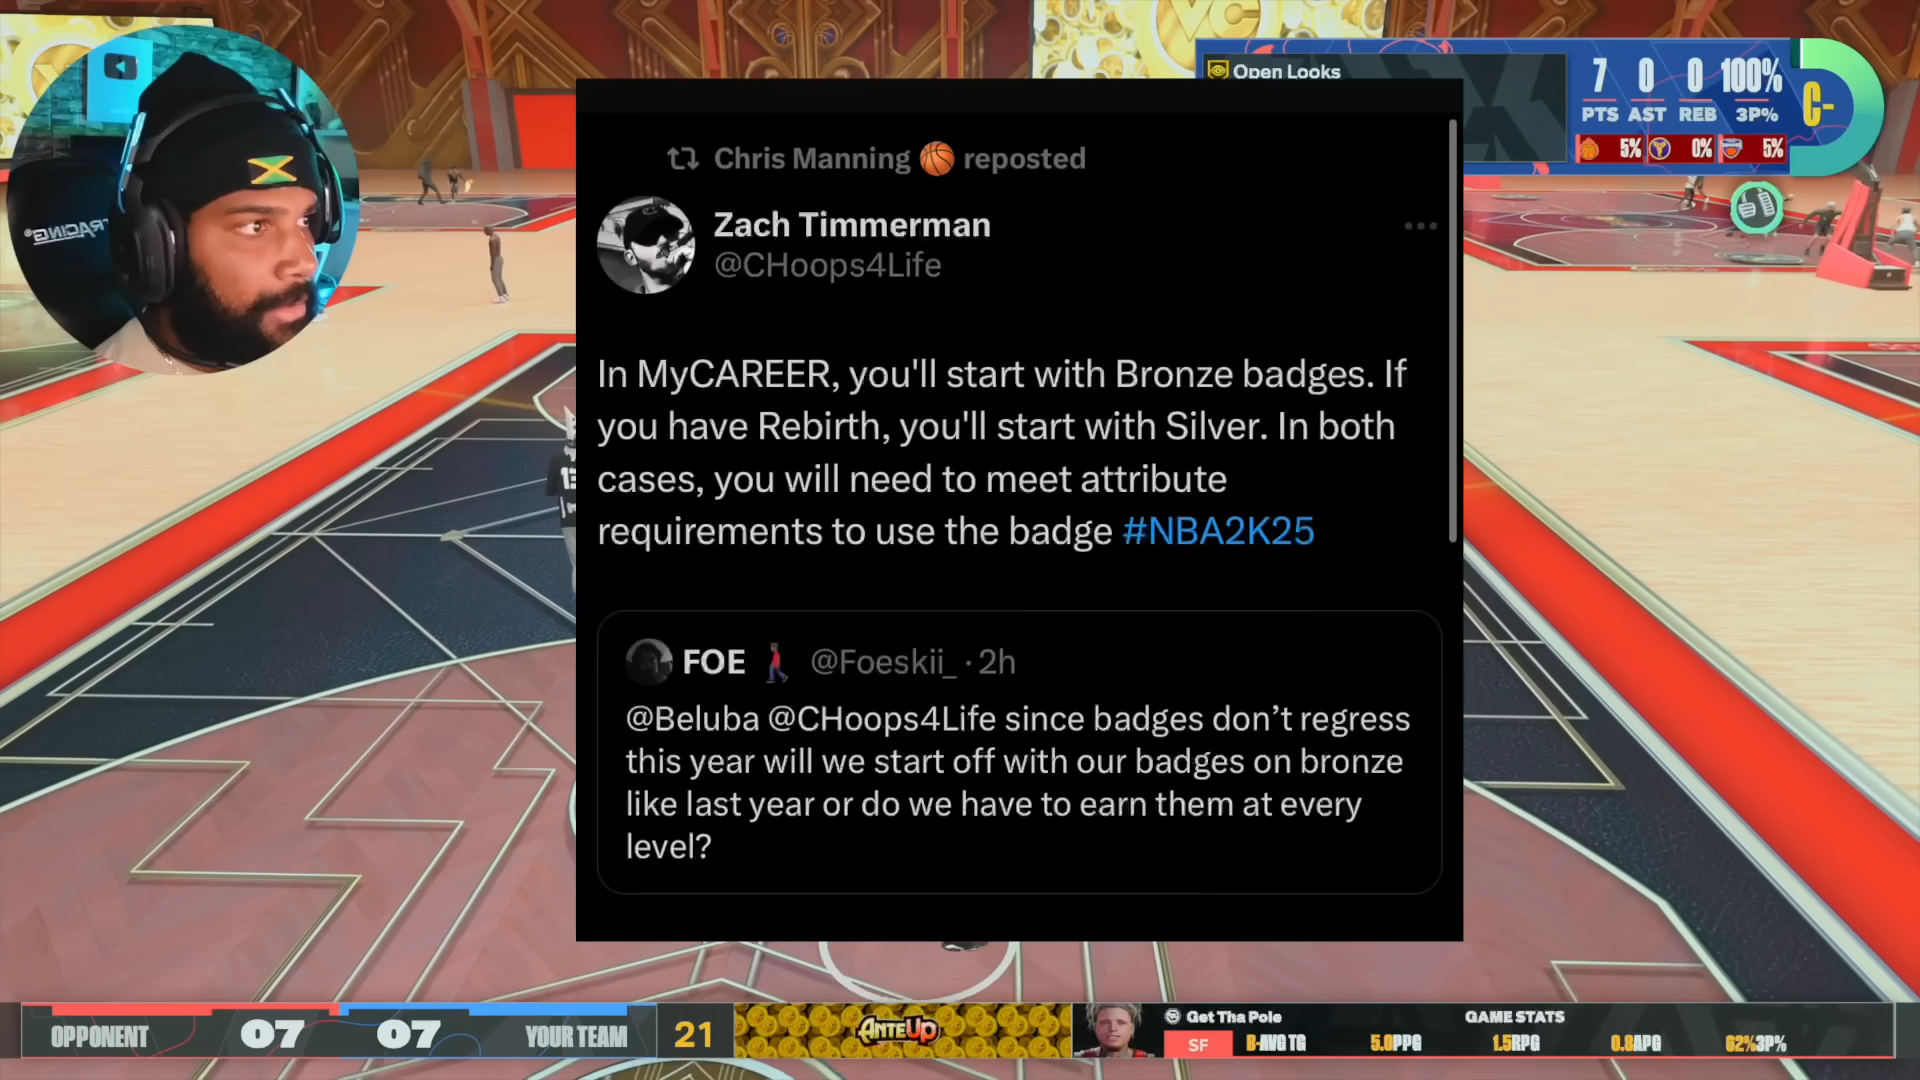 Open Looks
7 0 0 100%
PTS AST REB 3P%
C-
5% 0% 5%
Chris Manning 🏀 reposted
Zach Timmerman
@CHoops4Life
In MyCAREER, you'll start with Bronze badges. If
you have Rebirth, you'll start with Silver. In both
cases, you will need to meet attribute
requirements to use the badge #NBA2K25
FOE 🚶 @Foeskii_ · 2h
@Beluba @CHoops4Life since badges don’t regress
this year will we start off with our badges on bronze
like last year or do we have to earn them at every
level?
VC
13
OPPONENT 07 07 YOUR TEAM 21
ANTE UP
Get Tha Pole GAME STATS
SF B- AVG TG 5.0PPG 1.5RPG 0.8APG 62%3P%